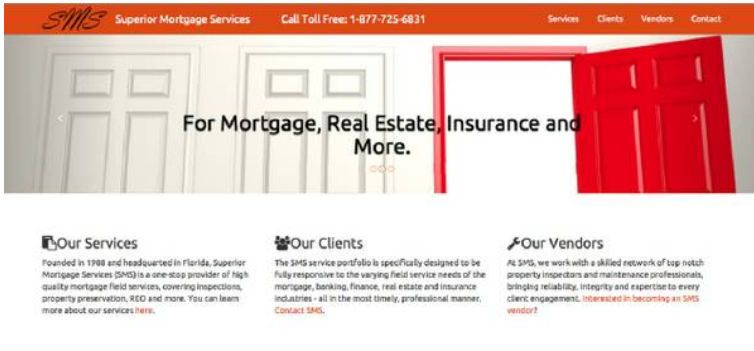 SMS Superior Mortgage Services Call Toll Free: 1-877-725-6831 Services Clients Vendors Contact
For Mortgage, Real Estate, Insurance and
More.
Our Services
Founded in 1988 and headquarted in Florida, Superior
Mortgage Services (SMS) is a one-stop provider of high
quality mortgage field services, covering inspections,
property preservation, REO and more. You can learn
more about our services here.
Our Clients
The SMS service portfolio is specifically designed to be
fully responsive to the varying field service needs of the
mortgage, banking, finance, real estate and insurance
industries - all in the most timely, professional manner.
Contact SMS.
Our Vendors
At SMS, we work with a skilled network of top notch
property inspectors and maintenance professionals,
bringing reliability, integrity and expertise to every
client engagement. Interested in becoming an SMS
vendor?